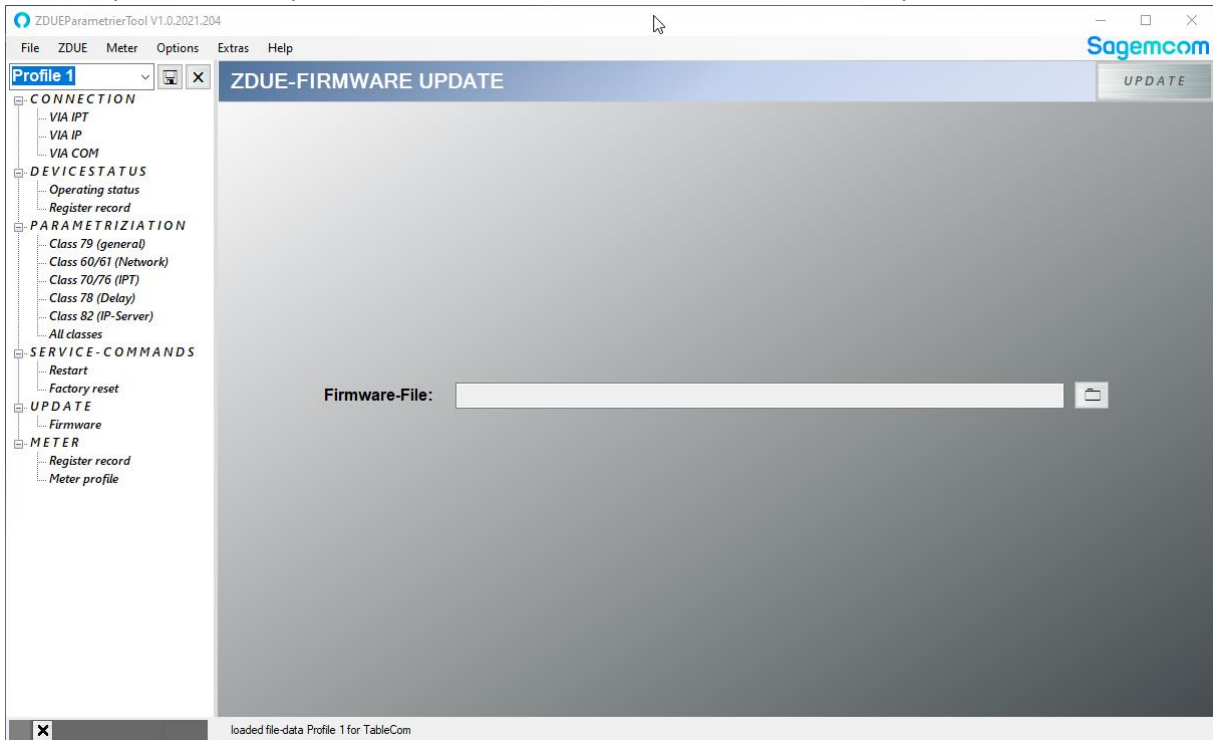 ZDUEParametrierTool V1.0.2021.204
File ZDUE Meter Options Extras Help
Sagemcom
Profile 1
ZDUE-FIRMWARE UPDATE
UPDATE
CONNECTION
VIA IPT
VIA IP
VIA COM
DEVICESTATUS
Operating status
Register record
PARAMETRIZIATION
Class 79 (general)
Class 60/61 (Network)
Class 70/76 (IPT)
Class 78 (Delay)
Class 82 (IP-Server)
All classes
SERVICE-COMMANDS
Restart
Factory reset
UPDATE
Firmware
METER
Register record
Meter profile
Firmware-File:
loaded file-data Profile 1 for TableCom